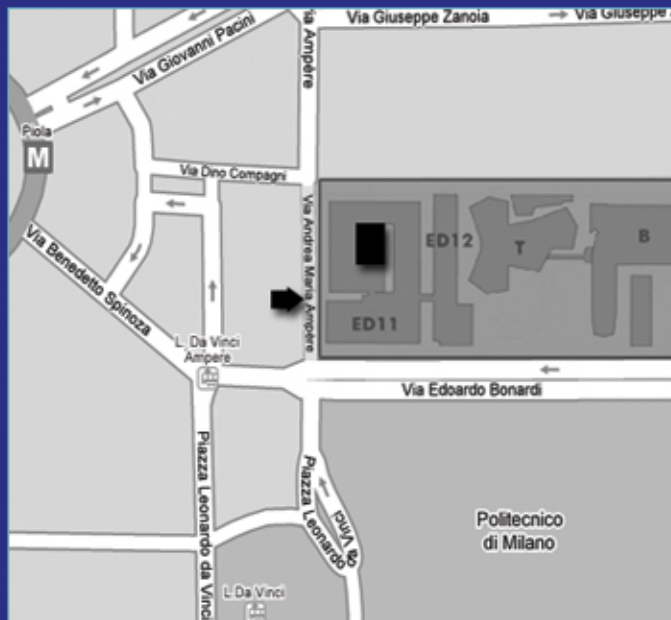 Via Giuseppe Zanoia
Via Giuseppe
Via Ampère
Via Giovanni Pacini
Piola
M
Via Dino Compagni
Via Andrea Maria Ampère
ED12
T
B
Via Benedetto Spinoza
ED11
L. Da Vinci
Ampere
Via Edoardo Bonardi
Piazza Leonardo da Vinci
Piazza Leonardo
da Vinci
Politecnico
di Milano
L.Da Vinci